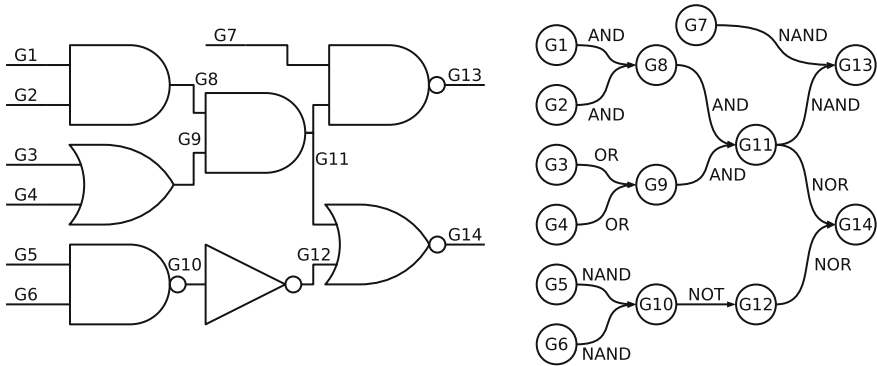 G7
G1
G8
G13
G2
G9
G3
G11
G4
G14
G5
G10
G12
G6
G7
AND
NAND
G1
G8
G13
G2
AND
AND
NAND
G11
G3
OR
G9
AND
NOR
G4
OR
G14
G5
NAND
NOR
G10
NOT
G12
G6
NAND